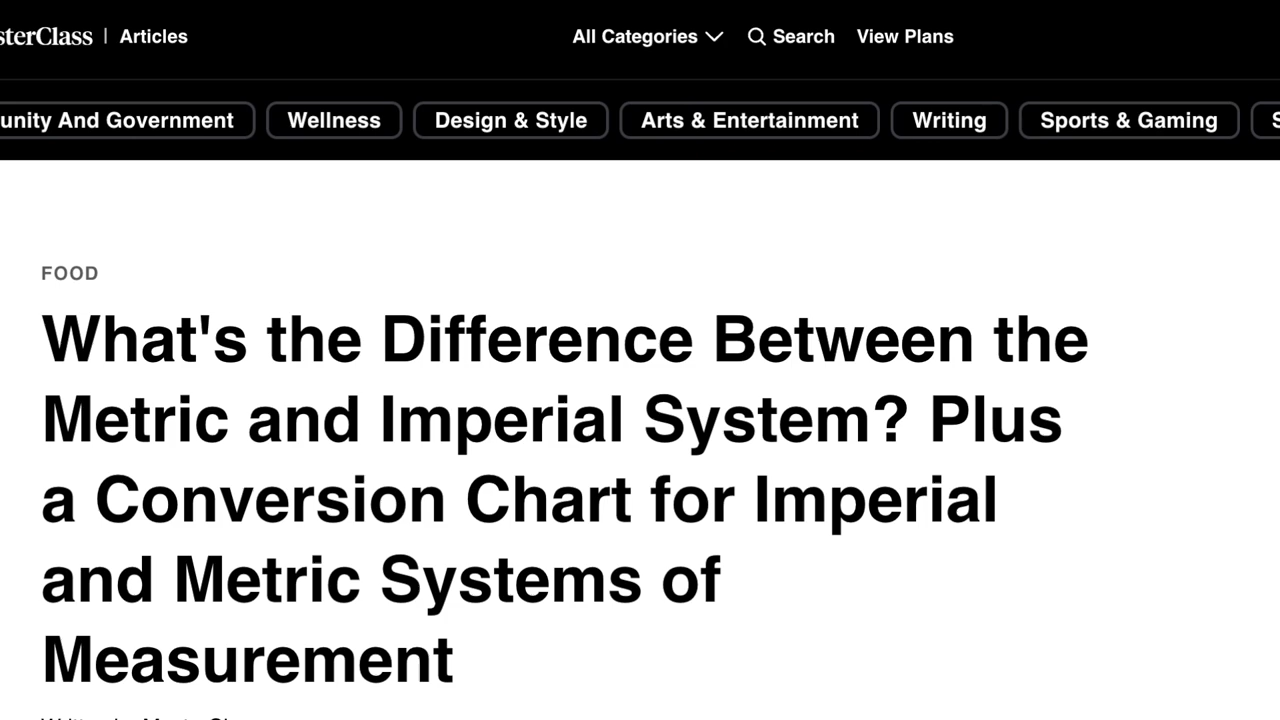 sterClass | Articles All Categories Search View Plans
unity And Government Wellness Design & Style Arts & Entertainment Writing Sports & Gaming S
FOOD
What's the Difference Between the
Metric and Imperial System? Plus
a Conversion Chart for Imperial
and Metric Systems of
Measurement